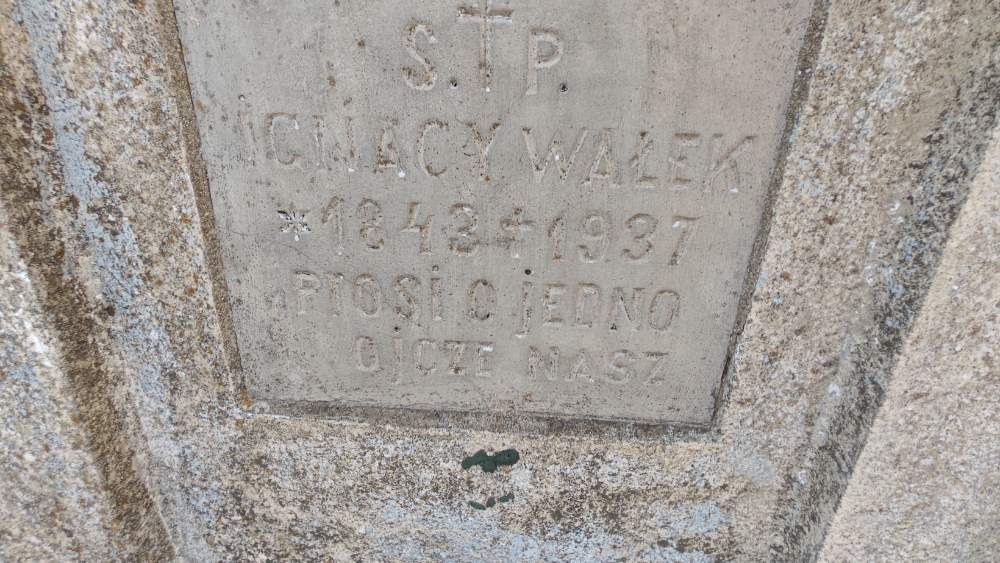 Ś.†P.
IGNACY WAŁEK
*1843†1937
PROSI O JEDNO
OJCZE NASZ